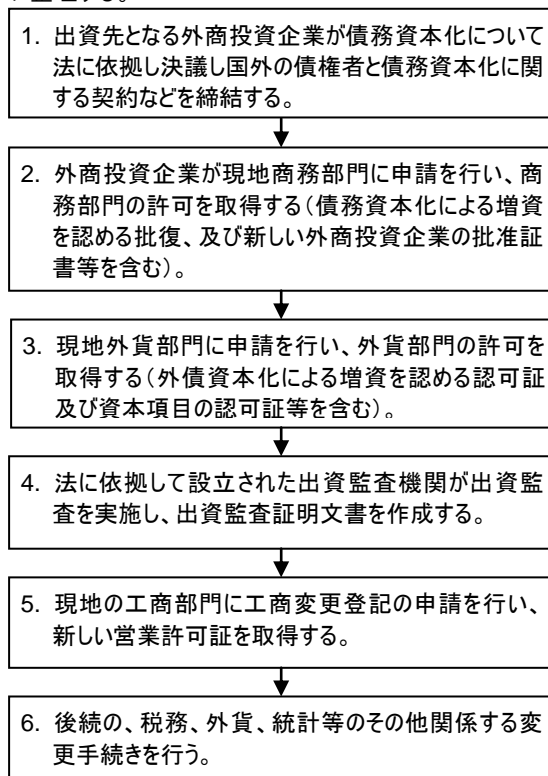 1. 出資先となる外商投資企業が債務資本化について
法に依拠し決議し国外の債権者と債務資本化に関
する契約などを締結する。
2. 外商投資企業が現地商務部門に申請を行い、商
務部門の許可を取得する(債務資本化による増資
を認める批復、及び新しい外商投資企業の批准証
書等を含む)。
3. 現地外貨部門に申請を行い、外貨部門の許可を
取得する(外債資本化による増資を認める認可証
及び資本項目の認可証等を含む)。
4. 法に依拠して設立された出資監査機関が出資監
査を実施し、出資監査証明文書を作成する。
5. 現地の工商部門に工商変更登記の申請を行い、
新しい営業許可証を取得する。
6. 後続の、税務、外貨、統計等のその他関係する変
更手続きを行う。